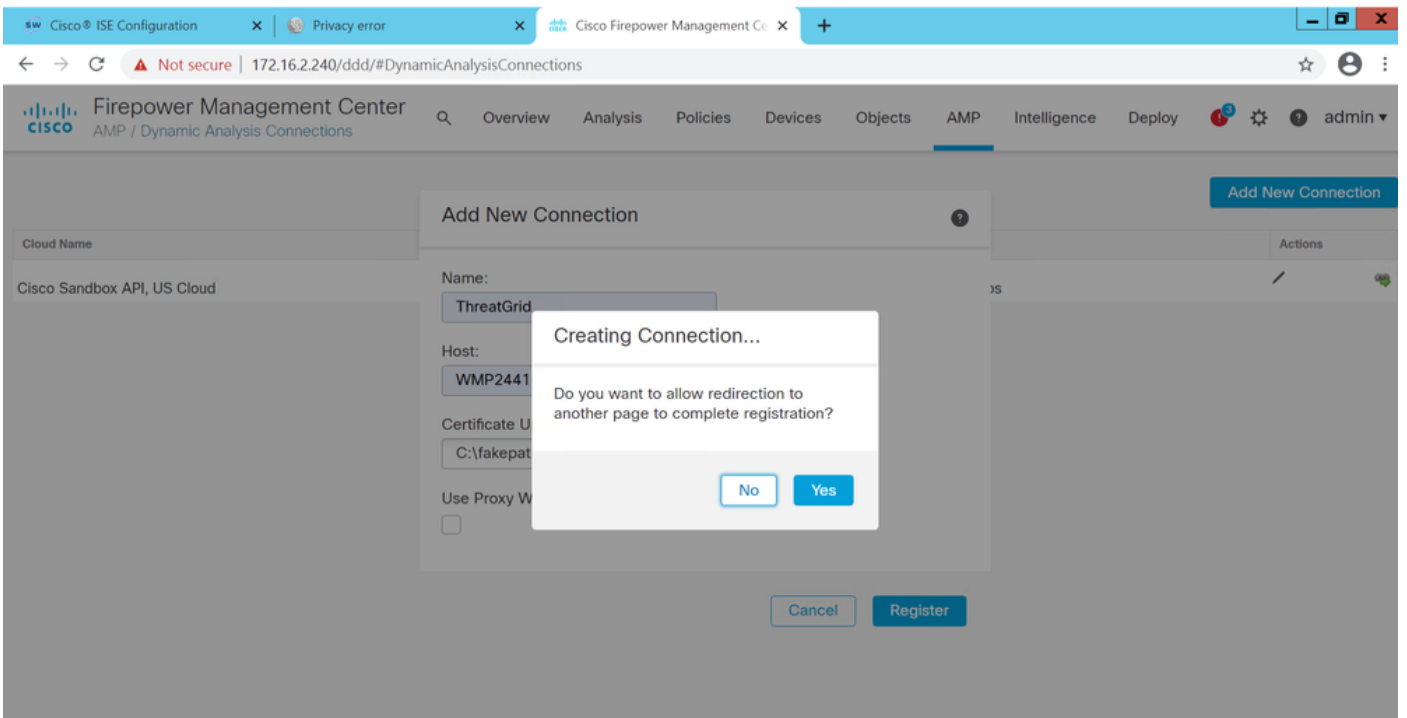 Cisco® ISE Configuration
Privacy error
Cisco Firepower Management Ce
Not secure | 172.16.2.240/ddd/#DynamicAnalysisConnections
CISCO
Firepower Management Center
AMP / Dynamic Analysis Connections
Overview Analysis Policies Devices Objects AMP Intelligence Deploy 3 admin
Add New Connection
Add New Connection
Cloud Name
Actions
Cisco Sandbox API, US Cloud
Name:
ThreatGrid
Host:
WMP2441
Certificate U
C:\fakepat
Use Proxy W
Creating Connection...
Do you want to allow redirection to
another page to complete registration?
No Yes
Cancel Register